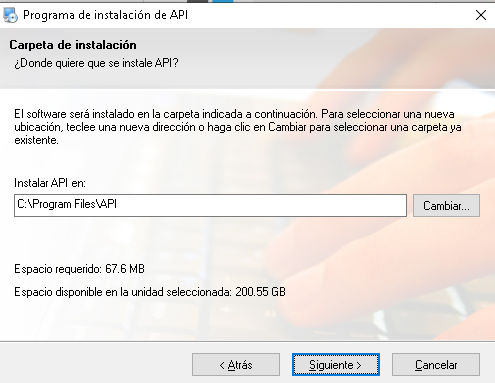 Programa de instalación de API
Carpeta de instalación
¿Donde quiere que se instale API?
El software será instalado en la carpeta indicada a continuación. Para seleccionar una nueva
ubicación, teclee una nueva dirección o haga clic en Cambiar para seleccionar una carpeta ya
existente.
Instalar API en:
C:\Program Files\API
Cambiar...
Espacio requerido: 67.6 MB
Espacio disponible en la unidad seleccionada: 200.55 GB
< Atrás
Siguiente >
Cancelar